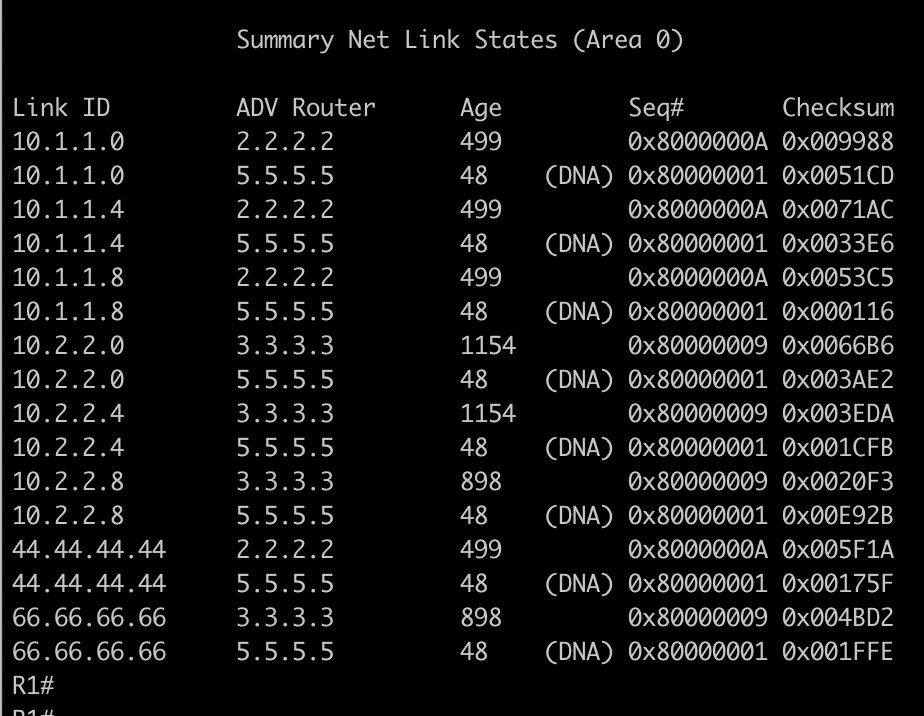 Summary Net Link States (Area 0)
Link ID ADV Router Age Seq# Checksum
10.1.1.0 2.2.2.2 499 0x8000000A 0x009988
10.1.1.0 5.5.5.5 48 (DNA) 0x80000001 0x0051CD
10.1.1.4 2.2.2.2 499 0x8000000A 0x0071AC
10.1.1.4 5.5.5.5 48 (DNA) 0x80000001 0x0033E6
10.1.1.8 2.2.2.2 499 0x8000000A 0x0053C5
10.1.1.8 5.5.5.5 48 (DNA) 0x80000001 0x000116
10.2.2.0 3.3.3.3 1154 0x80000009 0x0066B6
10.2.2.0 5.5.5.5 48 (DNA) 0x80000001 0x003AE2
10.2.2.4 3.3.3.3 1154 0x80000009 0x003EDA
10.2.2.4 5.5.5.5 48 (DNA) 0x80000001 0x001CFB
10.2.2.8 3.3.3.3 898 0x80000009 0x0020F3
10.2.2.8 5.5.5.5 48 (DNA) 0x80000001 0x00E92B
44.44.44.44 2.2.2.2 499 0x8000000A 0x005F1A
44.44.44.44 5.5.5.5 48 (DNA) 0x80000001 0x00175F
66.66.66.66 3.3.3.3 898 0x80000009 0x004BD2
66.66.66.66 5.5.5.5 48 (DNA) 0x80000001 0x001FFE
R1#
R1#